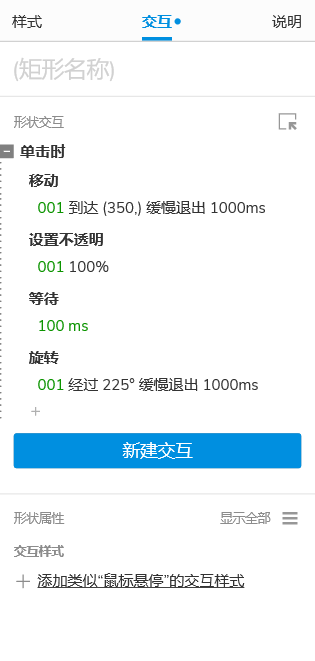 样式 交互 说明
(矩形名称)
形状交互
单击时
移动
001 到达 (350,) 缓慢退出 1000ms
设置不透明
001 100%
等待
100 ms
旋转
001 经过 225° 缓慢退出 1000ms
+
新建交互
形状属性 显示全部
交互样式
+ 添加类似“鼠标悬停”的交互样式